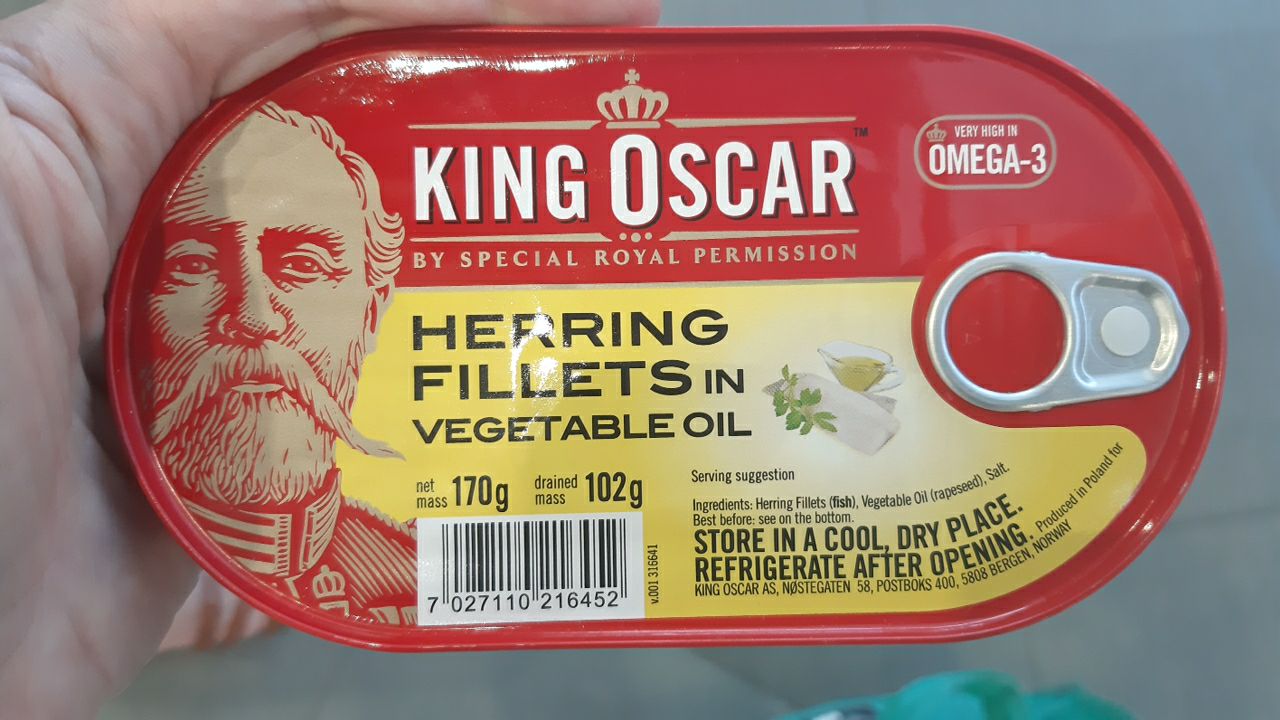 KING OSCAR™
BY SPECIAL ROYAL PERMISSION
VERY HIGH IN
OMEGA-3
HERRING
FILLETS IN
VEGETABLE OIL
net mass 170g drained mass 102g
Serving suggestion
Ingredients: Herring Fillets (fish), Vegetable Oil (rapeseed), Salt.
Best before: see on the bottom.
STORE IN A COOL, DRY PLACE.
REFRIGERATE AFTER OPENING. Produced in Poland for
KING OSCAR AS, NØSTEGATEN 58, POSTBOKS 400, 5808 BERGEN, NORWAY
7 027110 216452
v.001 316641